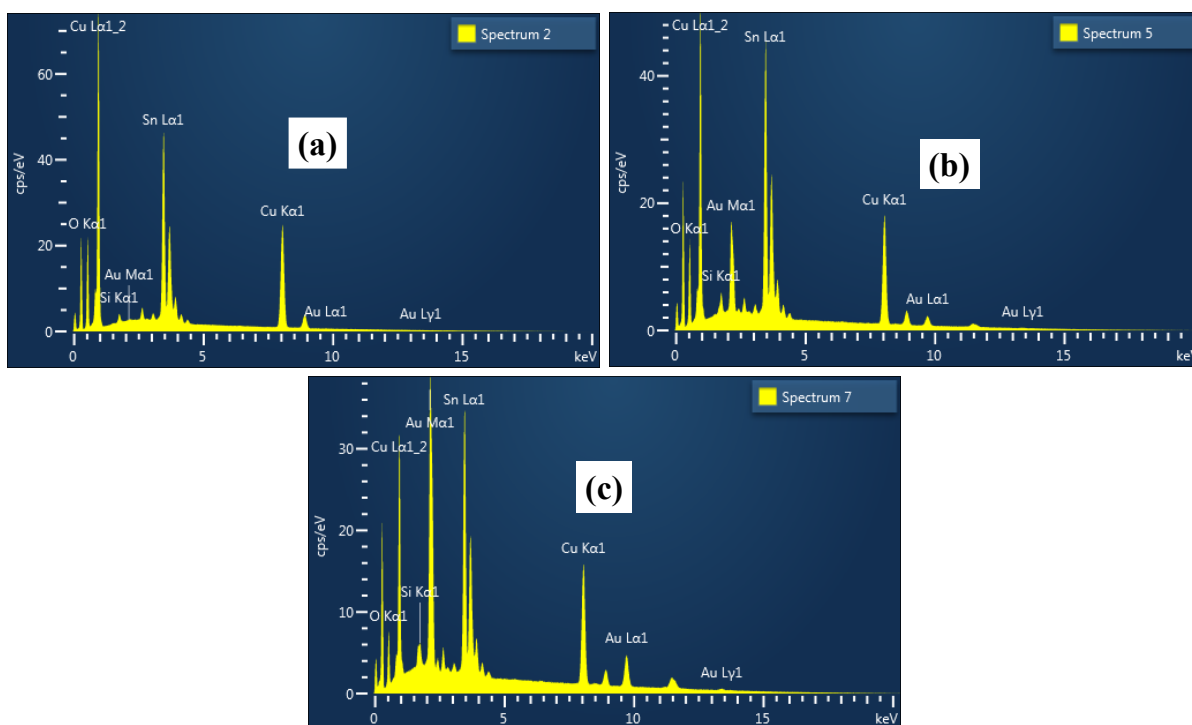 Cu Lα1_2
Spectrum 2
60
Sn Lα1
(a)
40
cps/eV
Cu Kα1
O Kα1
20
Au Mα1
Si Kα1
Au Lα1
Au Lγ1
0
0 5 10 15 keV
Cu Lα1_2
Spectrum 5
Sn Lα1
40
(b)
cps/eV
20
Au Mα1
Cu Kα1
O Kα1
Si Kα1
Au Lα1
Au Lγ1
0
0 5 10 15 keV
Sn Lα1
Spectrum 7
Au Mα1
30
Cu Lα1_2
(c)
20
cps/eV
Cu Kα1
Si Kα1
10
O Kα1
Au Lα1
Au Lγ1
0
0 5 10 15 keV